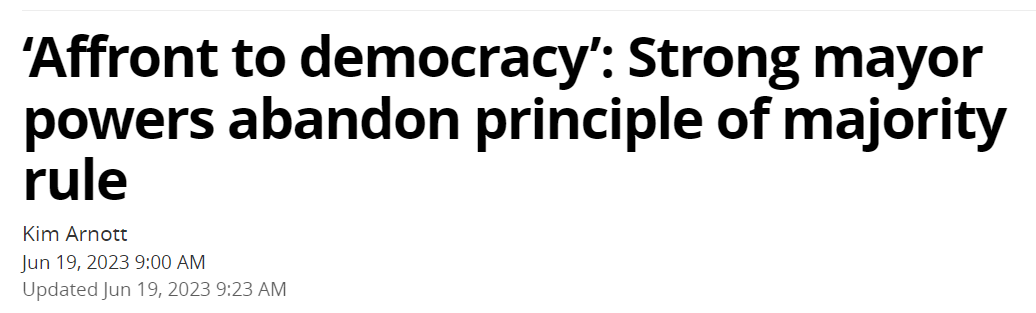 ‘Affront to democracy’: Strong mayor
powers abandon principle of majority
rule
Kim Arnott
Jun 19, 2023 9:00 AM
Updated Jun 19, 2023 9:23 AM